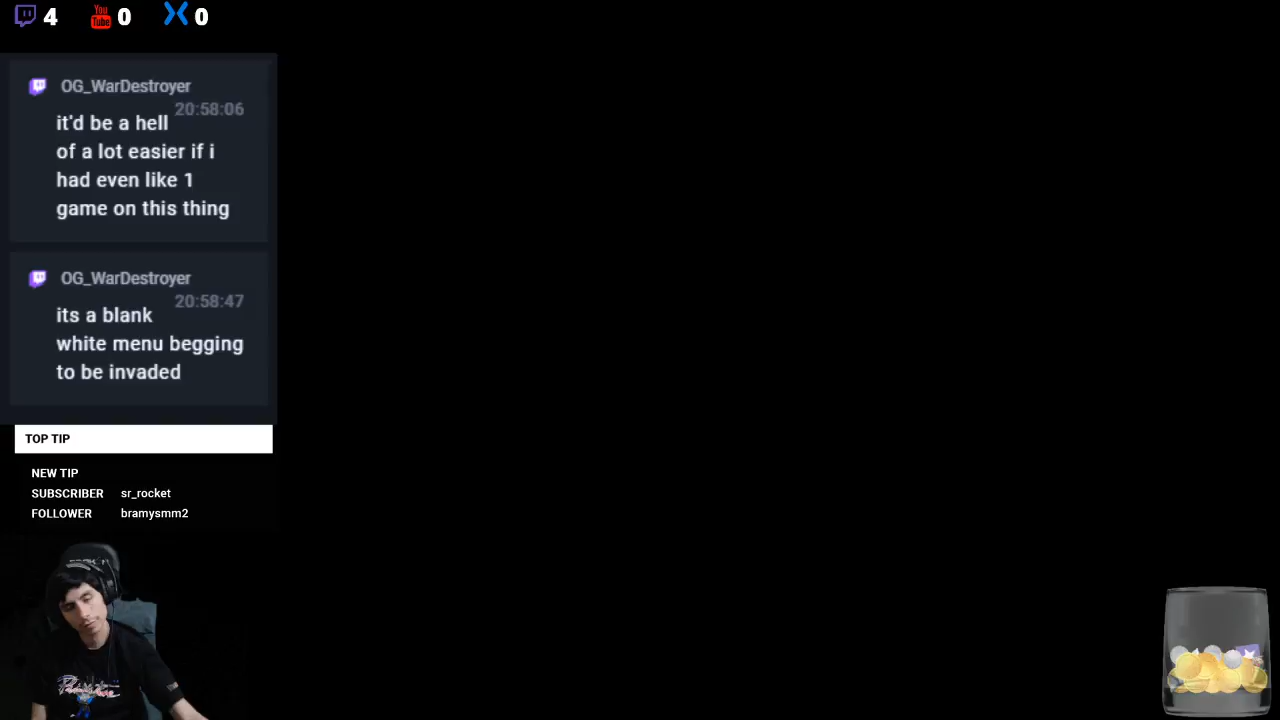 4 You Tube 0 0
OG_WarDestroyer
20:58:06
it'd be a hell
of a lot easier if i
had even like 1
game on this thing
OG_WarDestroyer
20:58:47
its a blank
white menu begging
to be invaded
TOP TIP
NEW TIP
SUBSCRIBER sr_rocket
FOLLOWER bramysmm2